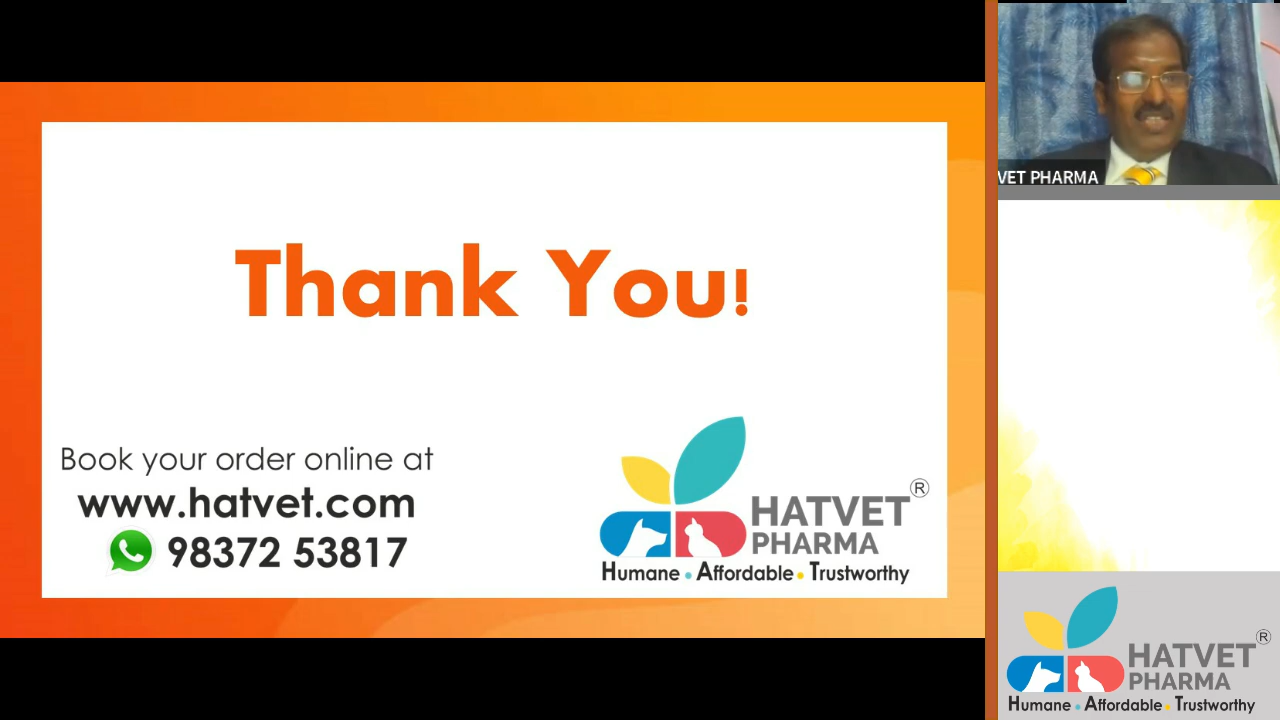 Thank You!
Book your order online at
www.hatvet.com
98372 53817
HATVET®
PHARMA
Humane • Affordable • Trustworthy
VET PHARMA
HATVET®
PHARMA
Humane • Affordable • Trustworthy